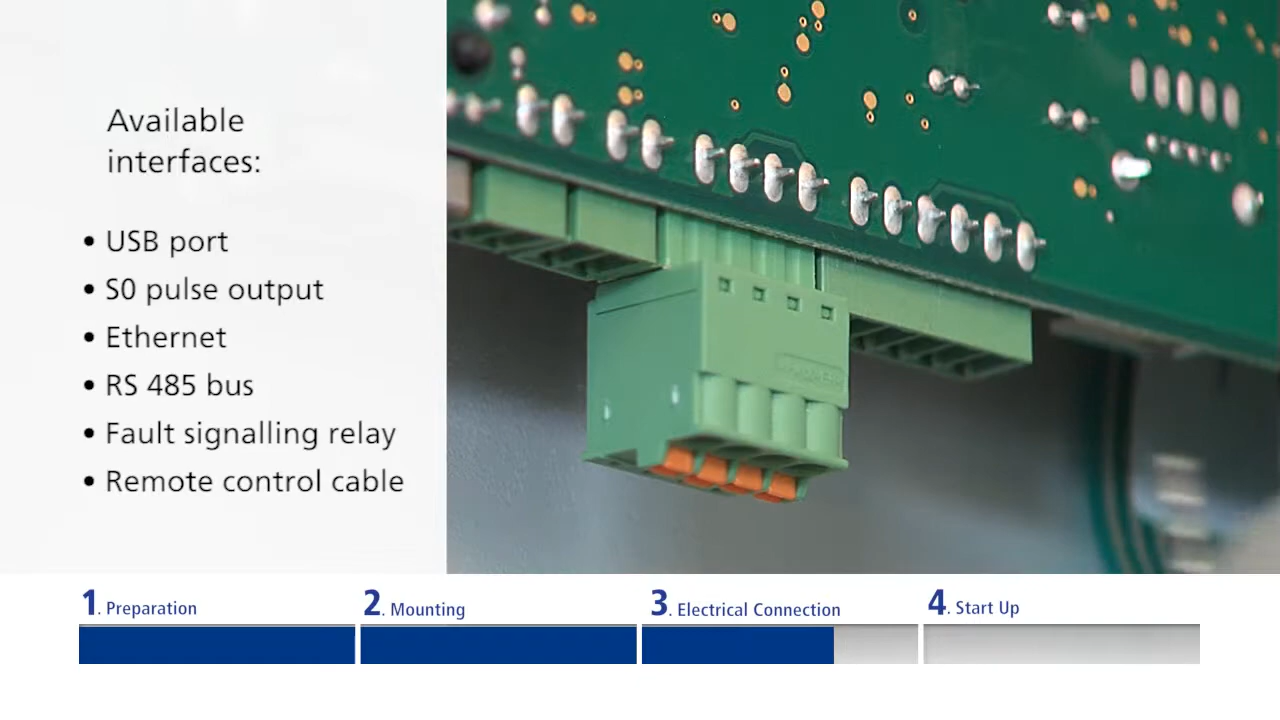 Available
interfaces:
• USB port
• S0 pulse output
• Ethernet
• RS 485 bus
• Fault signalling relay
• Remote control cable
1. Preparation
2. Mounting
3. Electrical Connection
4. Start Up